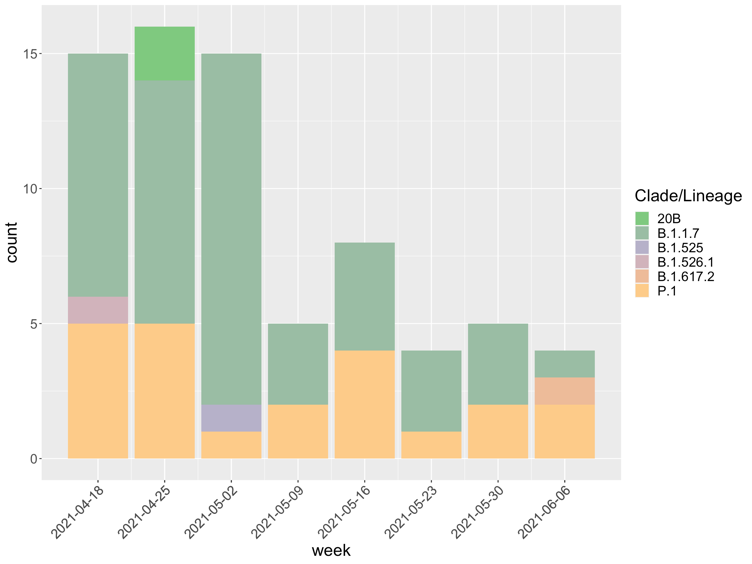 15
10
5
0
count
2021-04-18
2021-04-25
2021-05-02
2021-05-09
2021-05-16
2021-05-23
2021-05-30
2021-06-06
week
Clade/Lineage
20B
B.1.1.7
B.1.525
B.1.526.1
B.1.617.2
P.1